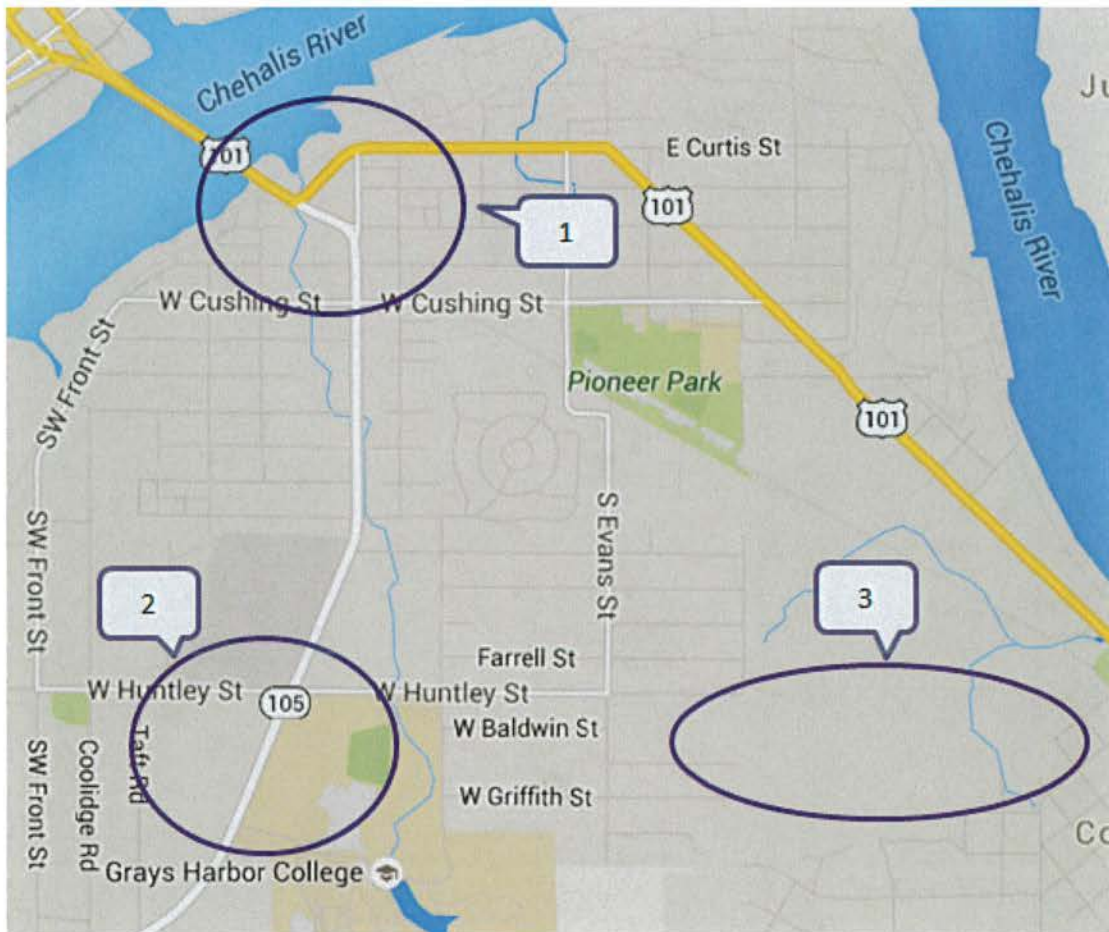 Chehalis River
Ju
101
E Curtis St
101
1
Chehalis River
W Cushing St
W Cushing St
SW Front St
Pioneer Park
101
SW Front St
S Evans St
2
3
Farrell St
W Huntley St
105
W Huntley St
W Baldwin St
SW Front St
Coolidge Rd
Taft Rd
W Griffith St
Co
Grays Harbor College